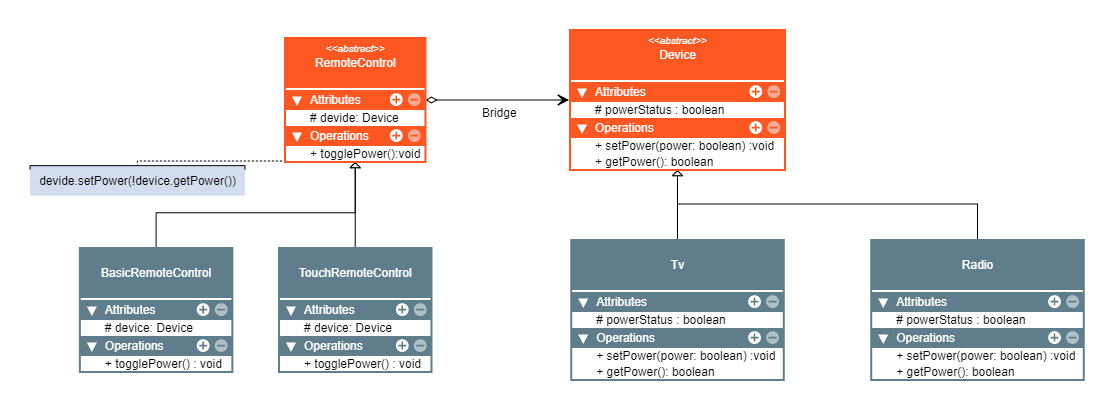 <<abstract>>
RemoteControl
Attributes
# devide: Device
Operations
+ togglePower():void
devide.setPower(!device.getPower())
Bridge
<<abstract>>
Device
Attributes
# powerStatus : boolean
Operations
+ setPower(power: boolean) :void
+ getPower(): boolean
BasicRemoteControl
Attributes
# device: Device
Operations
+ togglePower() : void
TouchRemoteControl
Attributes
# device: Device
Operations
+ togglePower() : void
Tv
Attributes
# powerStatus : boolean
Operations
+ setPower(power: boolean) :void
+ getPower(): boolean
Radio
Attributes
# powerStatus : boolean
Operations
+ setPower(power: boolean) :void
+ getPower(): boolean